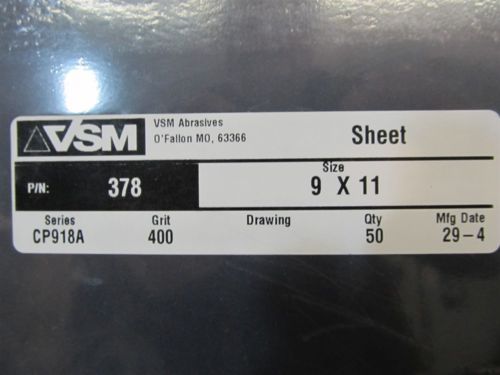 VSM
VSM Abrasives
O'Fallon MO, 63366
Sheet
P/N: 378
Size
9 X 11
Series Grit Drawing Qty Mfg Date
CP918A 400 50 29-4